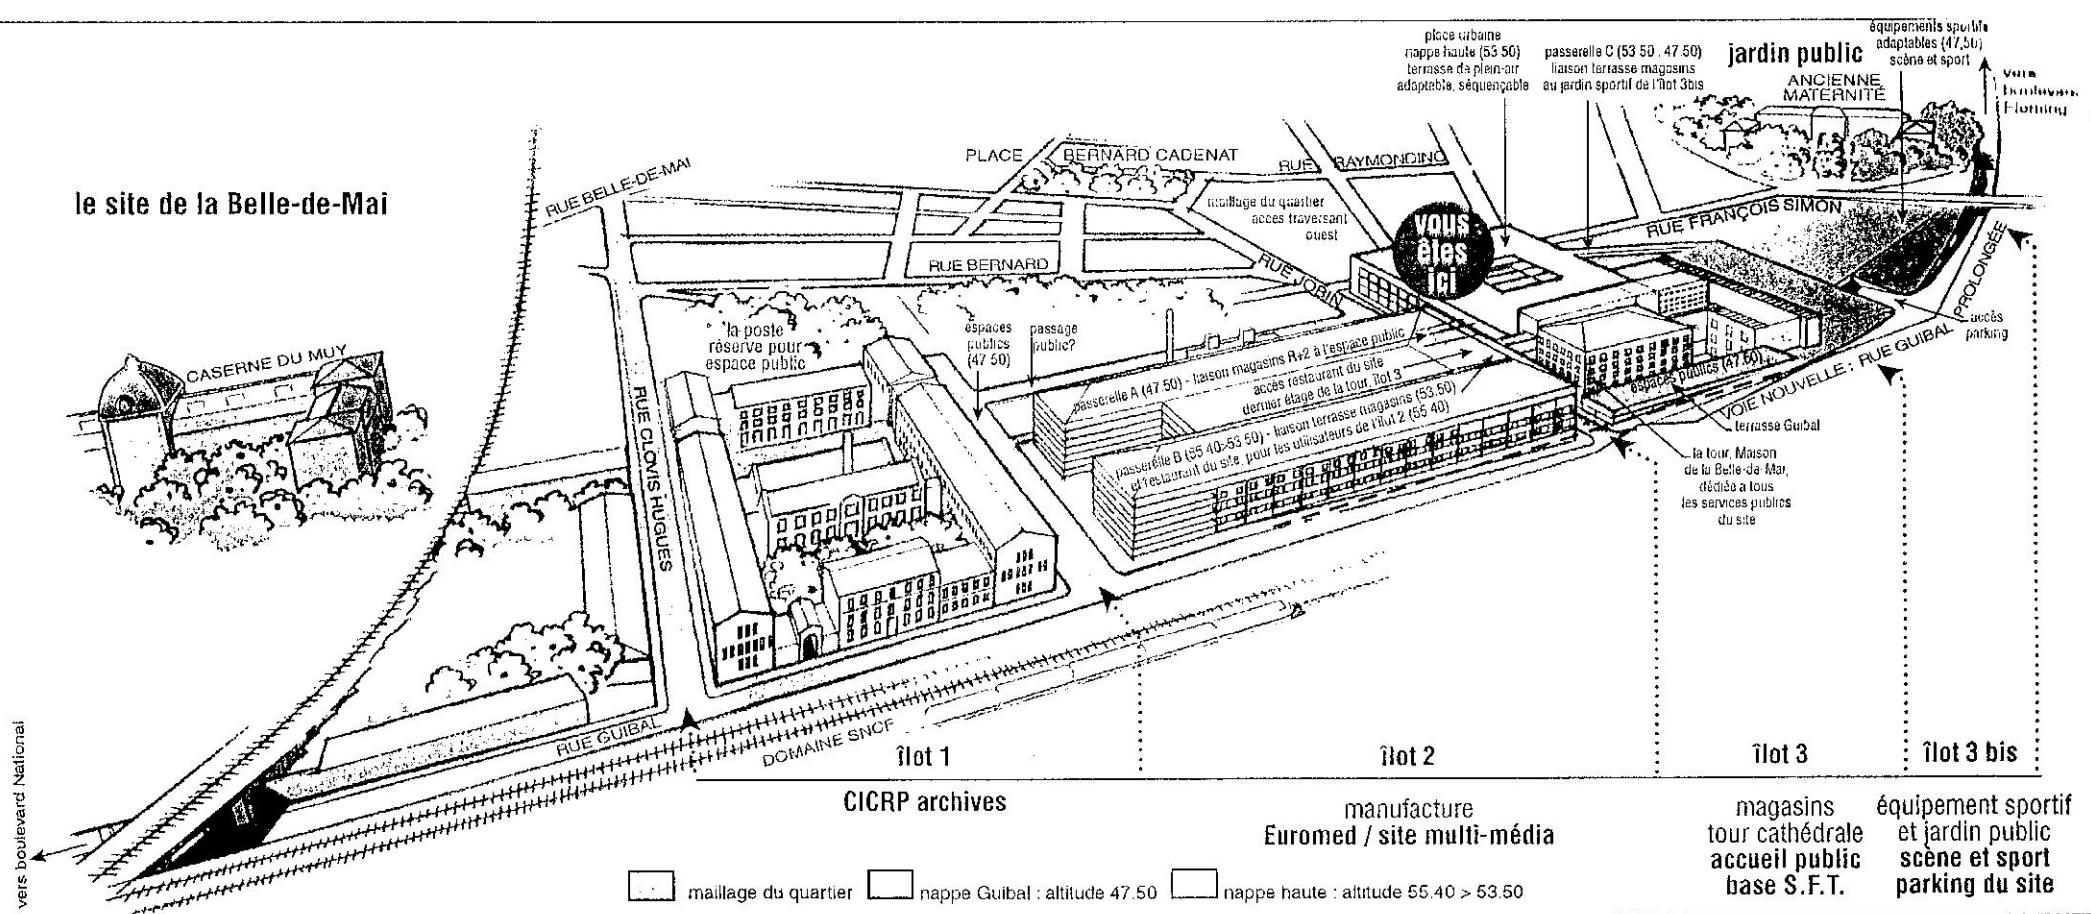 place urbaine
nappe haute (53 50)
terrasse de plein-air
adaptable, séquençable
passerelle C (53 50 . 47.50)
liaison terrasse magasins
au jardin sportif de l'îlot 3bis
jardin public
équipements sportifs
adaptables (47,50)
scène et sport
ANCIENNE
MATERNITÉ
le site de la Belle-de-Mai
RUE BELLE-DE-MAI
PLACE BERNARD CADENAT
RUE RAYMONDINO
maillage du quartier
accès traversant
ouest
vous
êtes
ici
RUE FRANÇOIS SIMON
RUE BERNARD
RUE JOBIN
PROLONGÉE
accès
parking
CASERNE DU MUY
la poste
réserve pour
espace public
espaces
publics
(47 50)
passage
public?
RUE CLOVIS HUGUES
passerelle A (47 50) - liaison magasins R+2 à l'espace public
accès restaurant du site
dernier étage de la tour, îlot 3
passerelle B (55 40>53 50) - liaison terrasse magasins (53.50)
et restaurant du site, pour les utilisateurs de l'îlot 2 (55 40)
espaces publics (47.50)
VOIE NOUVELLE : RUE GUIBAL
terrasse Guibal
la tour, Maison
de la Belle-de-Mai,
dédiée a tous
les services publics
du site
RUE GUIBAL
DOMAINE SNCF
vers boulevard National
îlot 1
îlot 2
îlot 3
îlot 3 bis
CICRP archives
manufacture
Euromed / site multi-média
magasins
tour cathédrale
accueil public
base S.F.T.
équipement sportif
et jardin public
scène et sport
parking du site
maillage du quartier
nappe Guibal : altitude 47.50
nappe haute : altitude 55.40 > 53.50